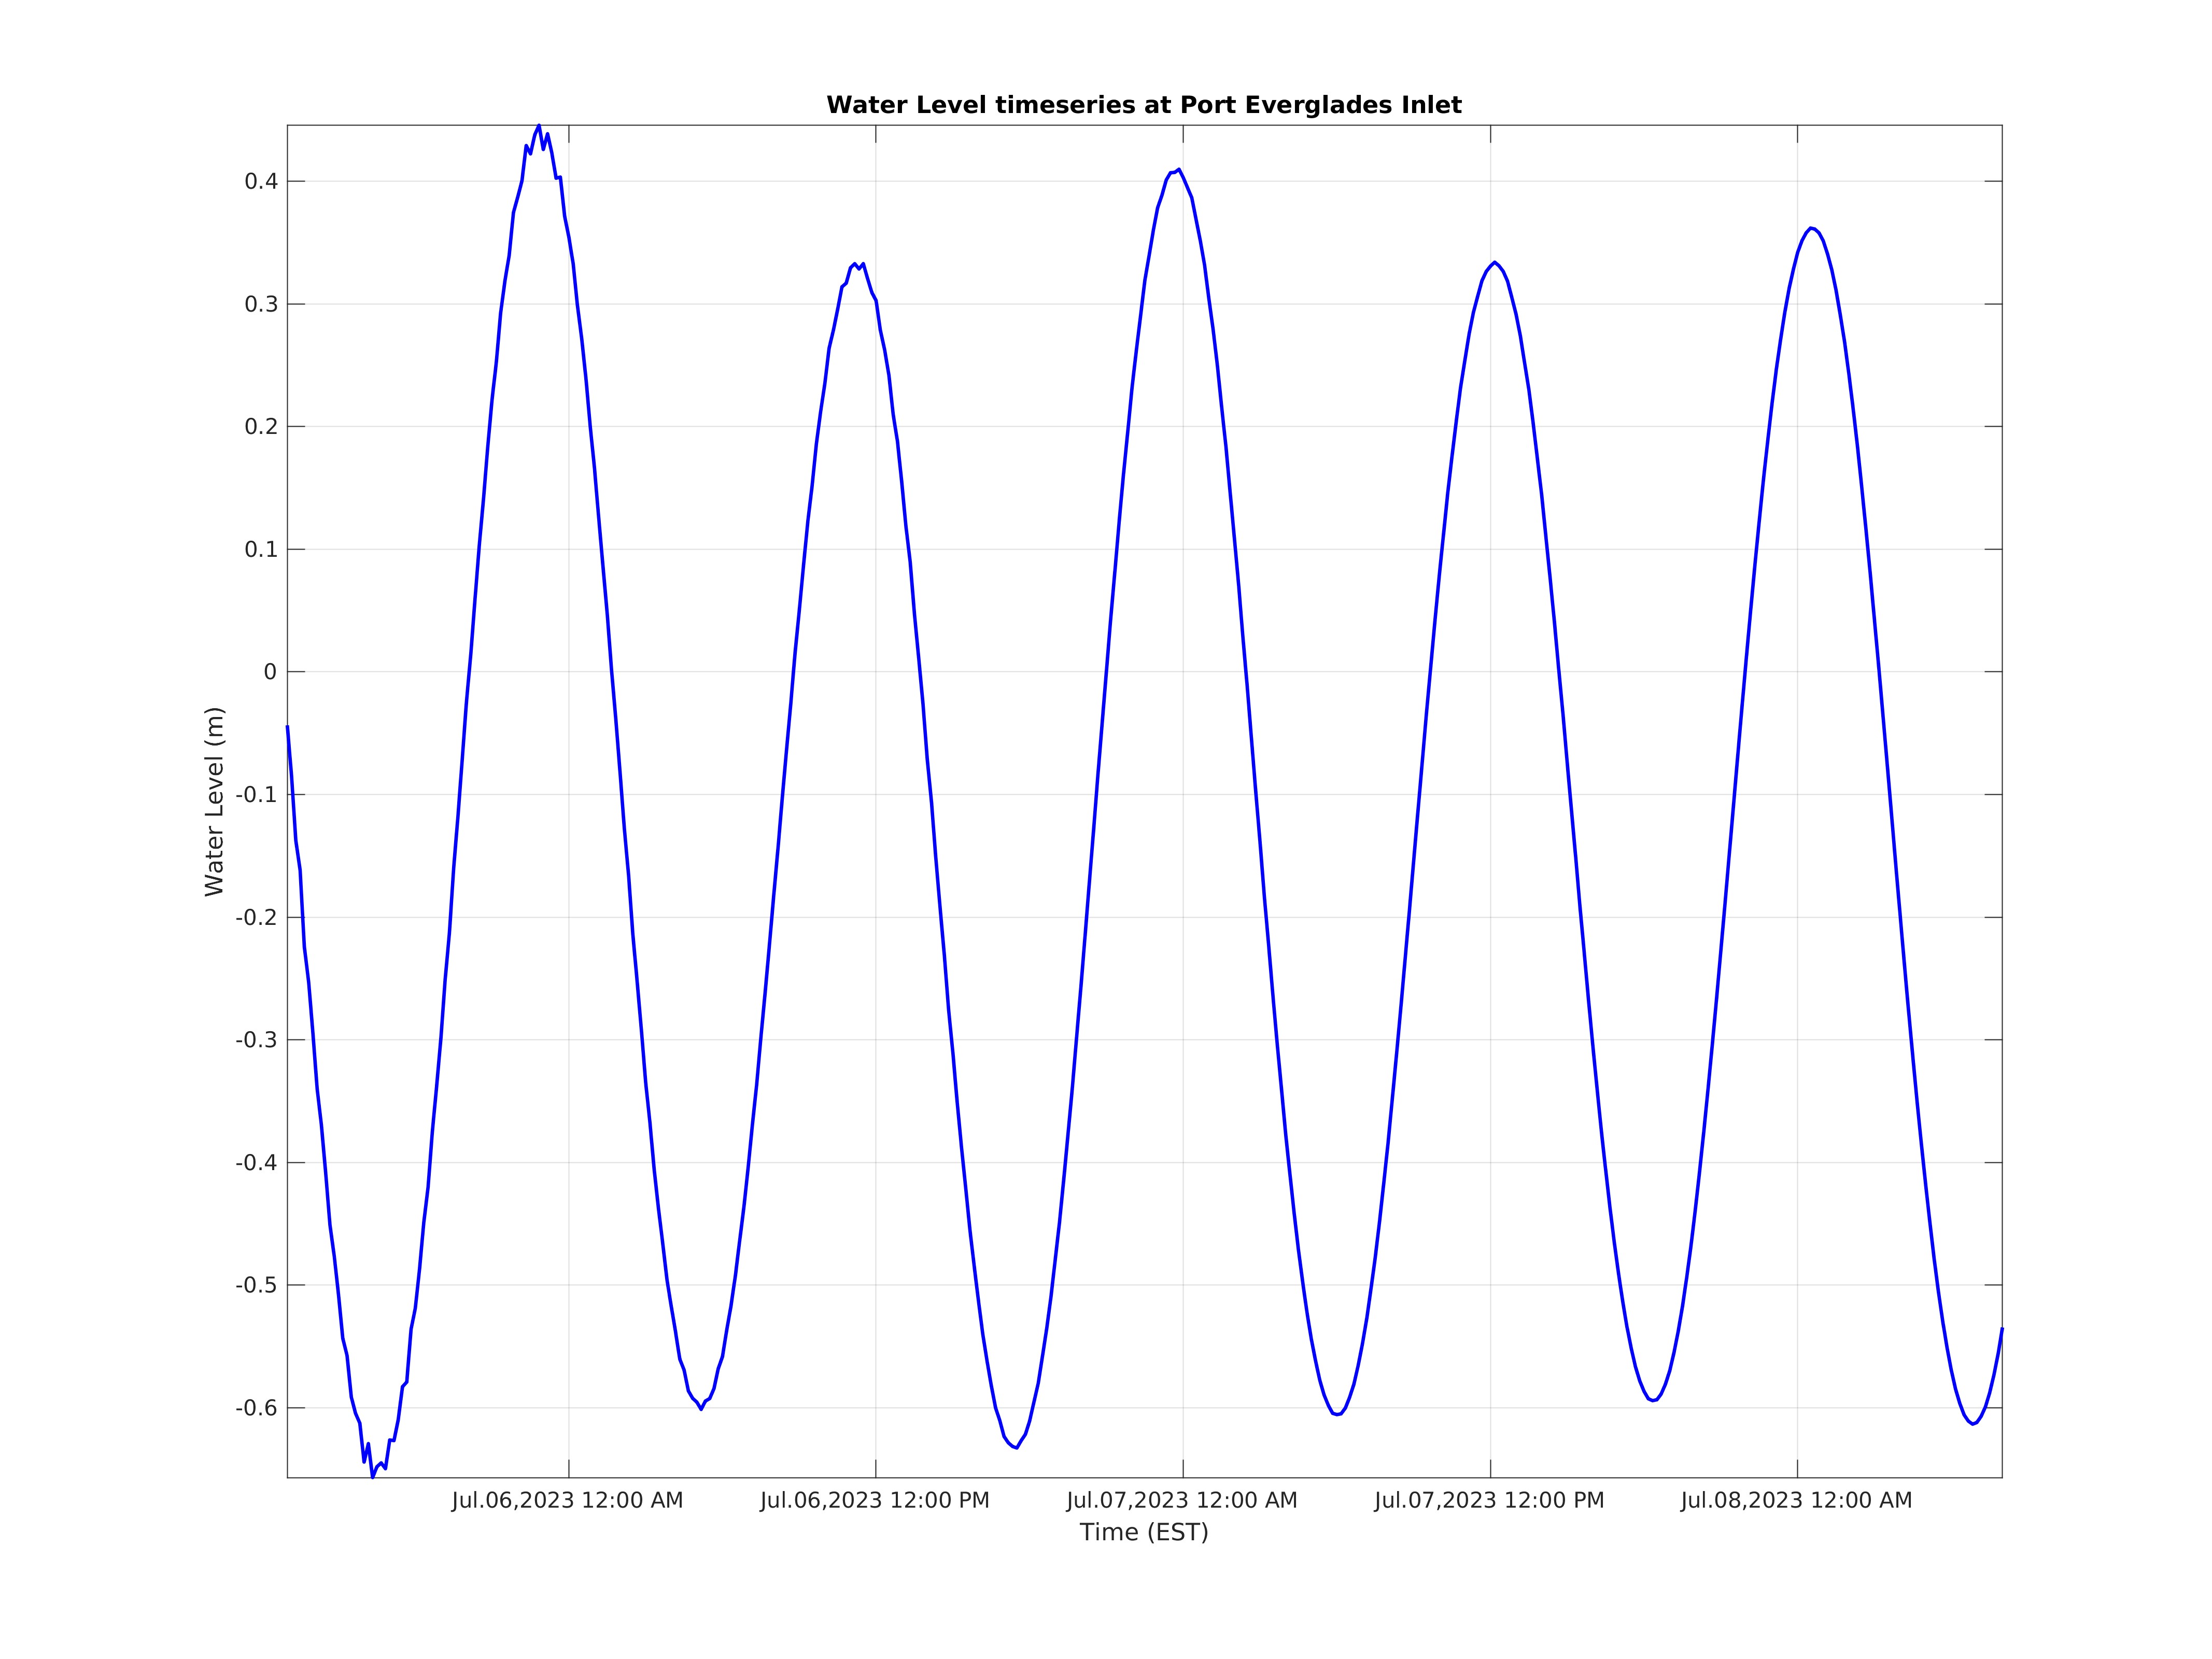 Water Level timeseries at Port Everglades Inlet
0.4
0.3
0.2
0.1
0
-0.1
-0.2
-0.3
-0.4
-0.5
-0.6
Water Level (m)
Jul.06,2023 12:00 AM
Jul.06,2023 12:00 PM
Jul.07,2023 12:00 AM
Jul.07,2023 12:00 PM
Jul.08,2023 12:00 AM
Time (EST)